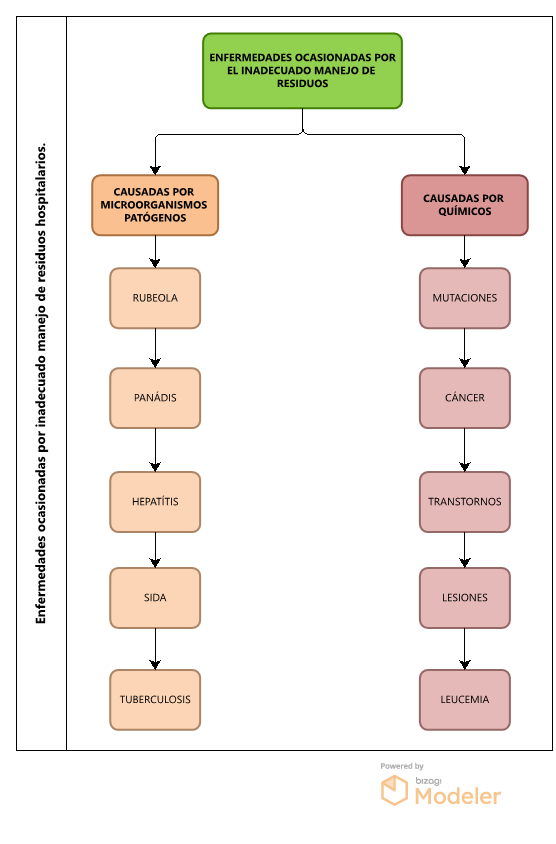 Enfermedades ocasionadas por inadecuado manejo de residuos hospitalarios.
ENFERMEDADES OCASIONADAS POR
EL INADECUADO MANEJO DE
RESIDUOS
CAUSADAS POR
MICROORGANISMOS
PATÓGENOS
RUBEOLA
PANÁDIS
HEPATÍTIS
SIDA
TUBERCULOSIS
CAUSADAS POR
QUÍMICOS
MUTACIONES
CÁNCER
TRANSTORNOS
LESIONES
LEUCEMIA
Powered by
bizagi
Modeler